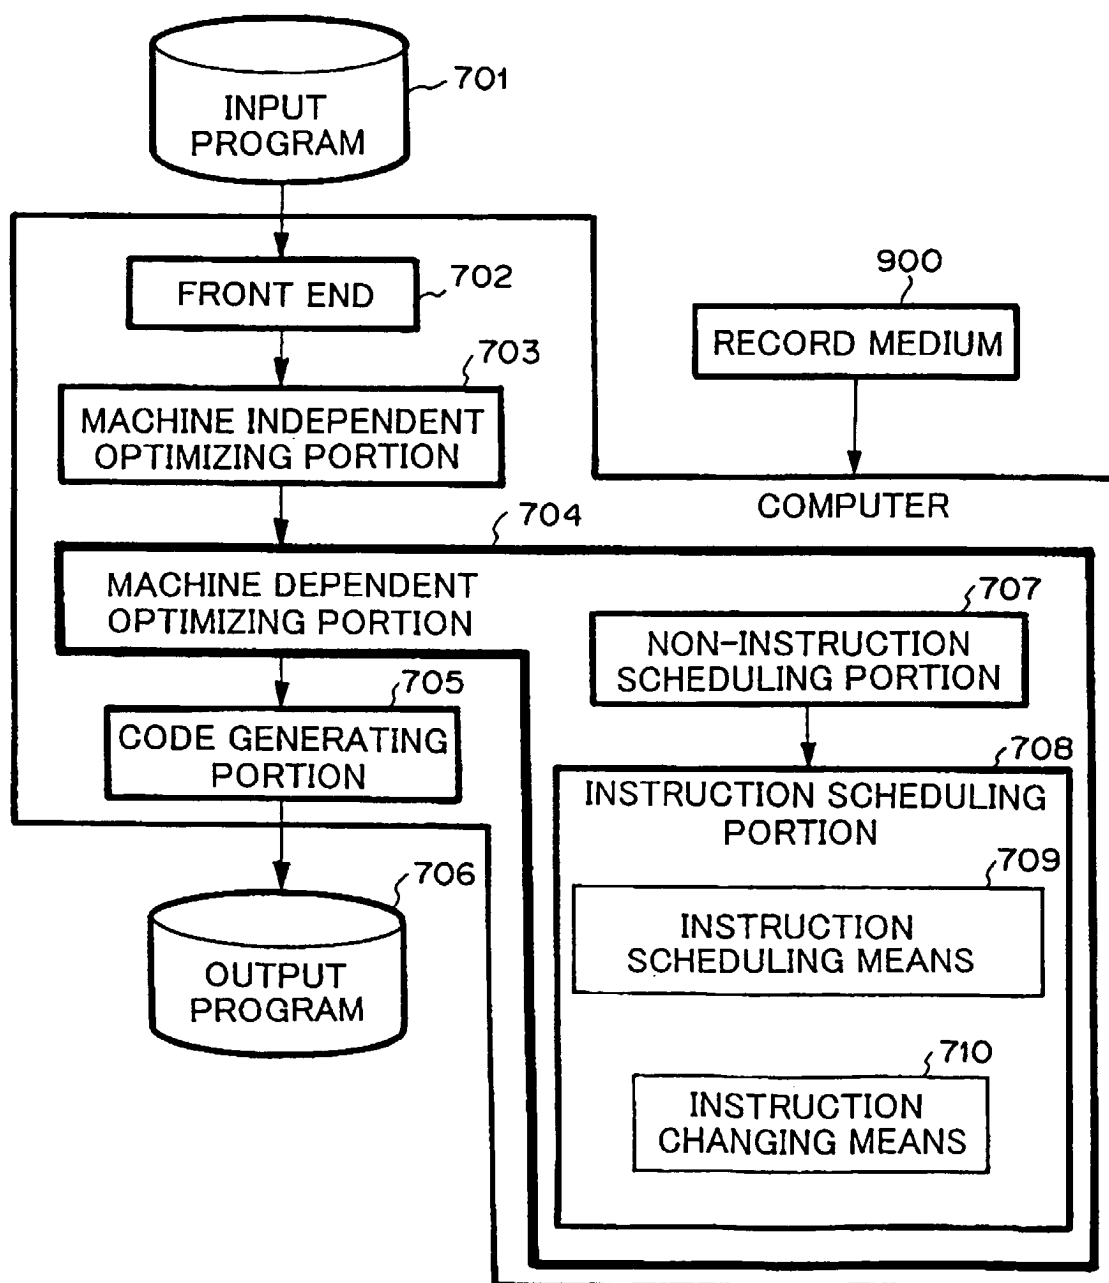 701
INPUT
PROGRAM
702
FRONT END
900
RECORD MEDIUM
703
MACHINE INDEPENDENT
OPTIMIZING PORTION
COMPUTER
704
MACHINE DEPENDENT
OPTIMIZING PORTION
707
NON-INSTRUCTION
SCHEDULING PORTION
705
CODE GENERATING
PORTION
708
INSTRUCTION SCHEDULING
PORTION
709
INSTRUCTION
SCHEDULING MEANS
706
OUTPUT
PROGRAM
710
INSTRUCTION
CHANGING MEANS